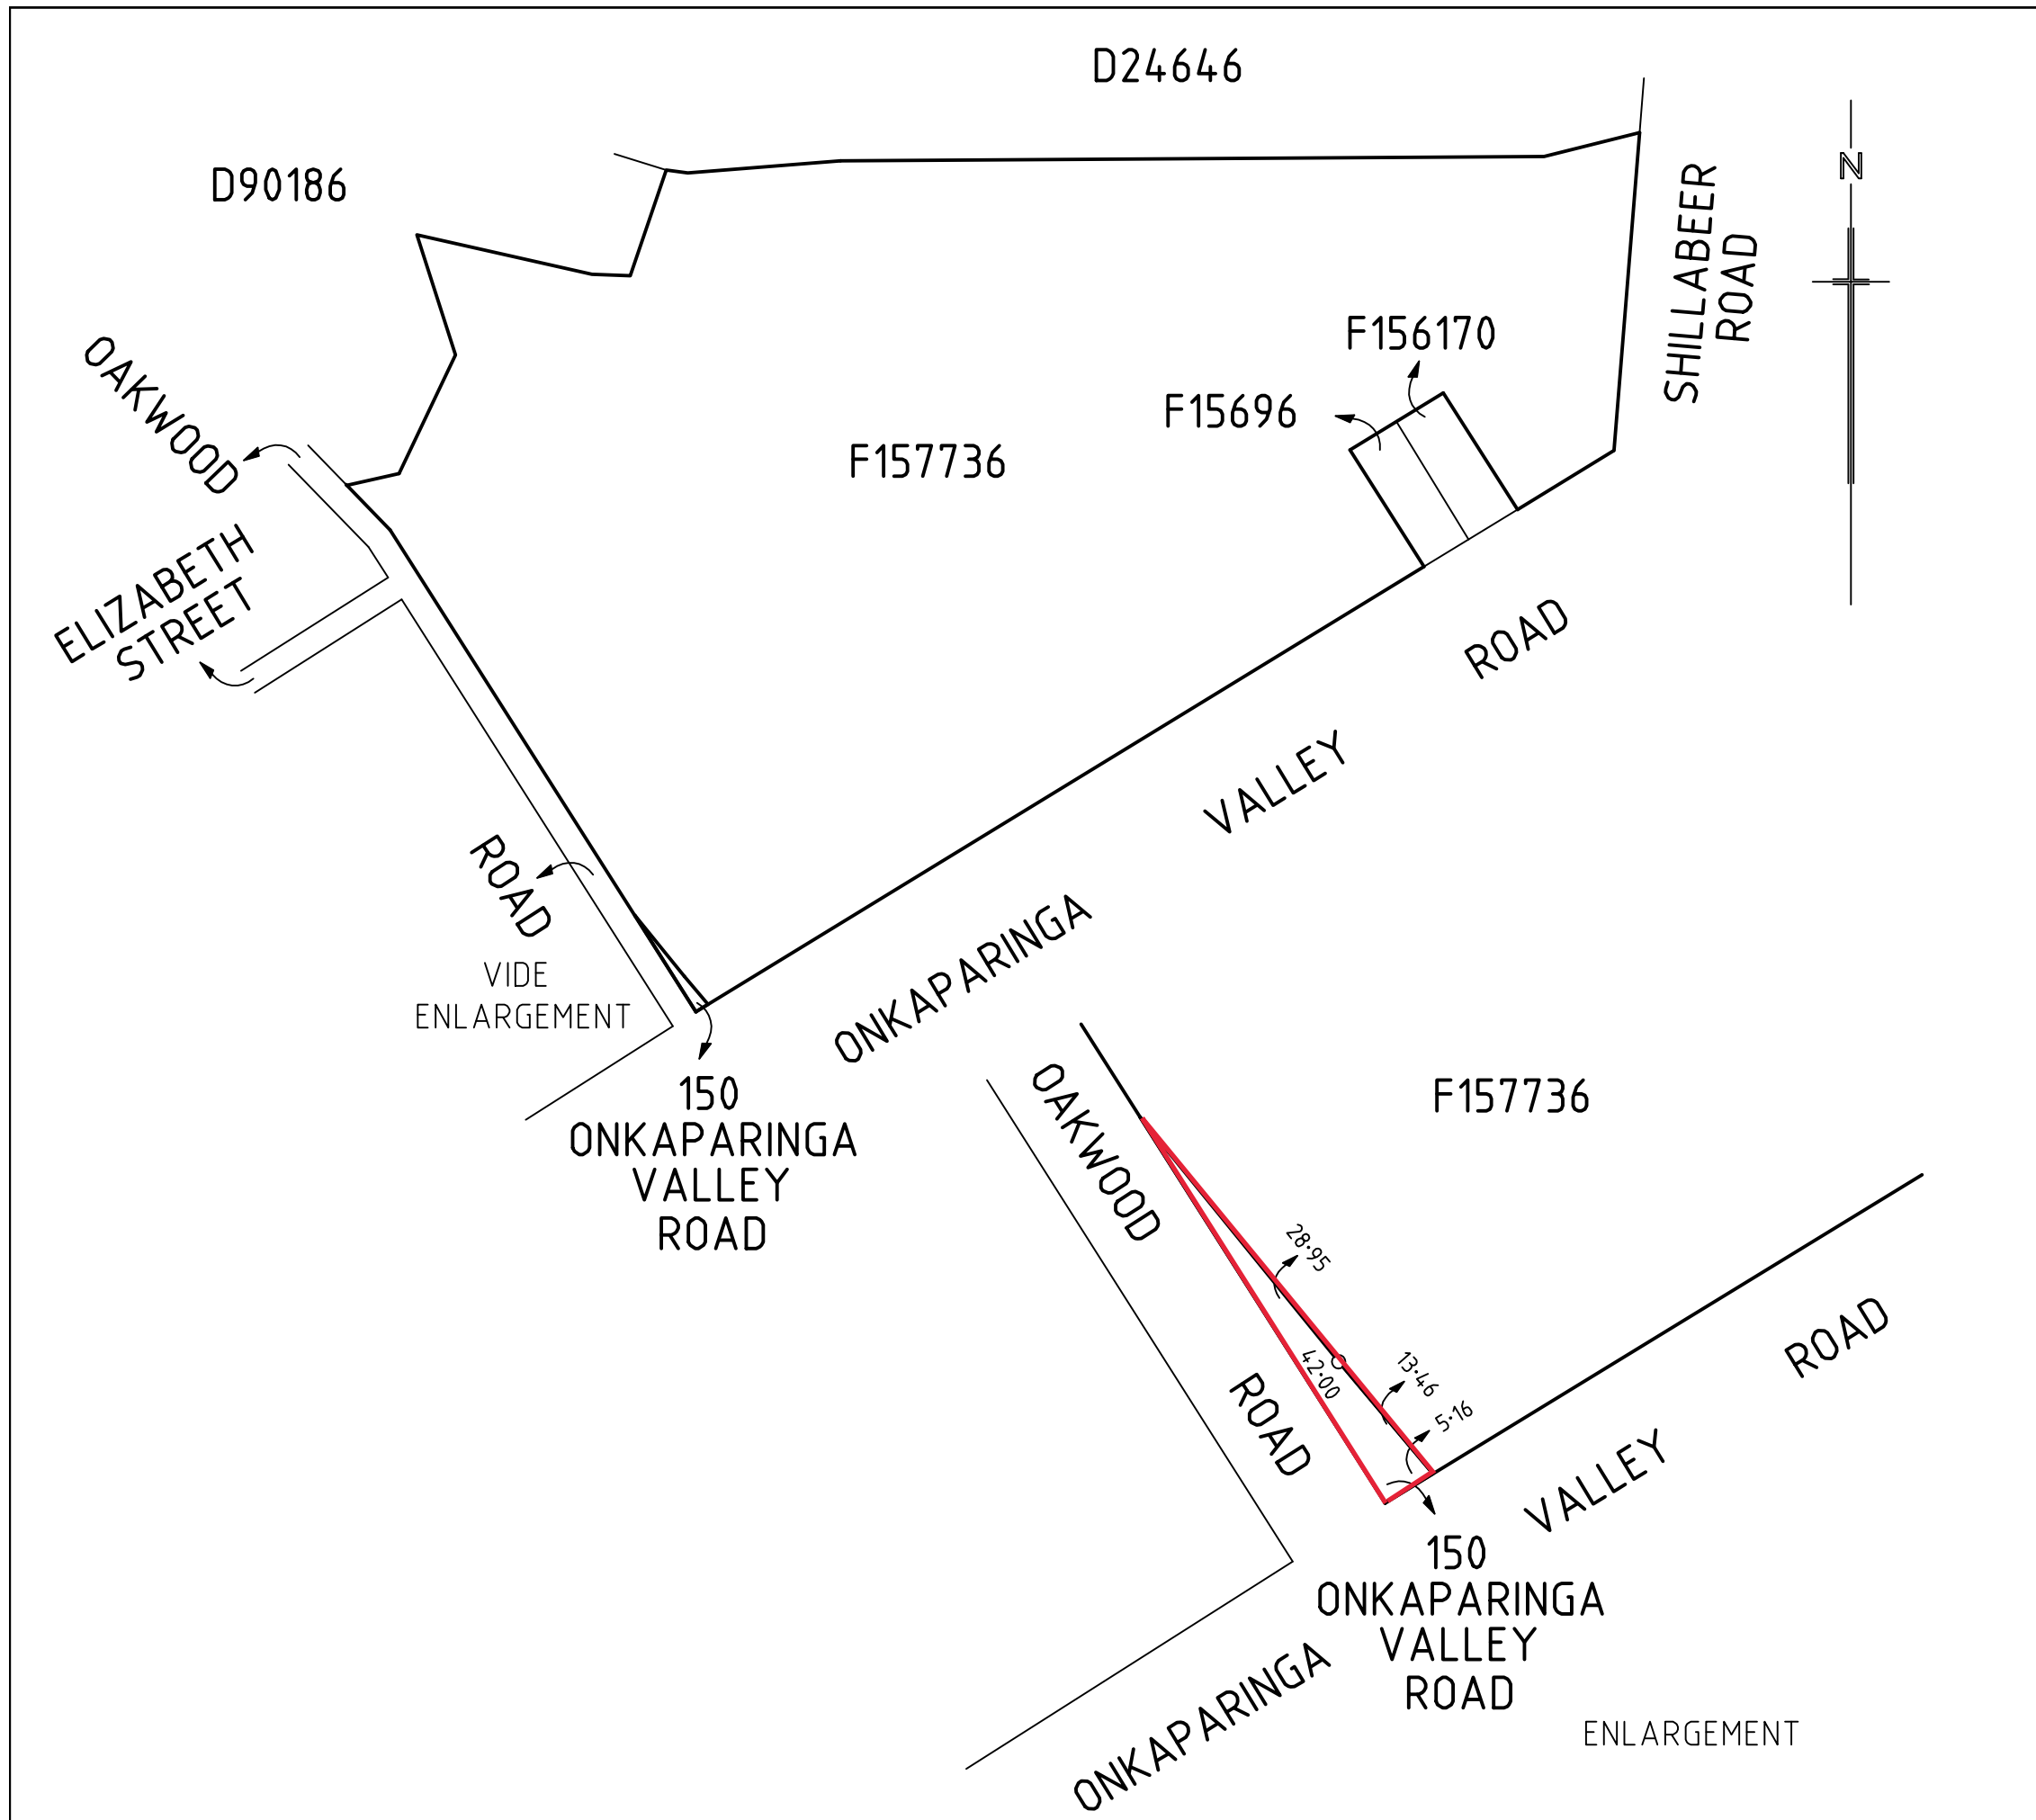 D24646
D90186
N
SHILLABEER
ROAD
OAKWOOD
F156170
F15696
F157736
ELIZABETH
STREET
ROAD
VALLEY
ROAD
ONKAPARINGA
VIDE
ENLARGEMENT
150
ONKAPARINGA
VALLEY
ROAD
OAKWOOD
F157736
28·95
42·00
13·46
5·16
ROAD
ROAD
VALLEY
150
ONKAPARINGA
VALLEY
ROAD
ONKAPARINGA
ENLARGEMENT